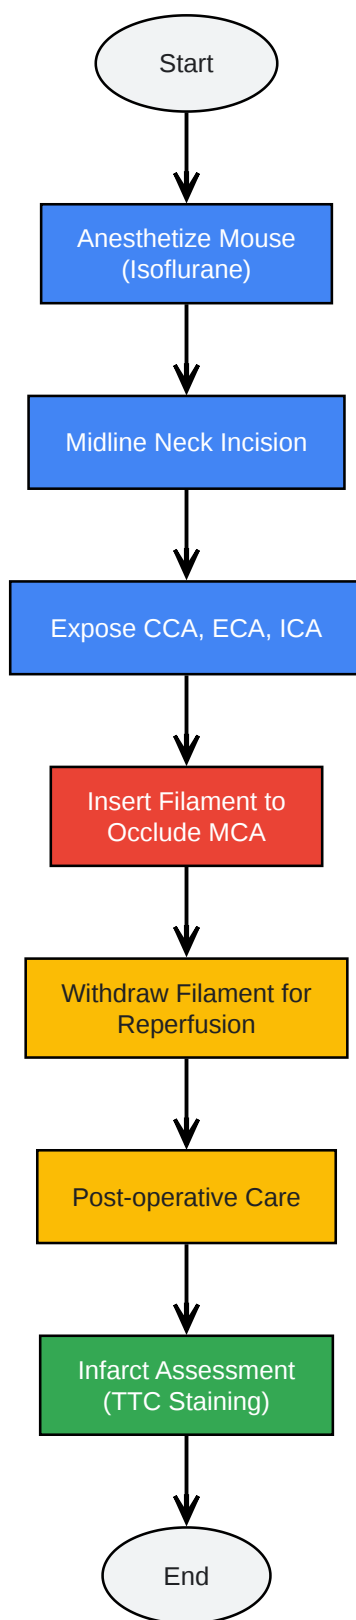 Start
Anesthetize Mouse
(Isoflurane)
Midline Neck Incision
Expose CCA, ECA, ICA
Insert Filament to
Occlude MCA
Withdraw Filament for
Reperfusion
Post-operative Care
Infarct Assessment
(TTC Staining)
End